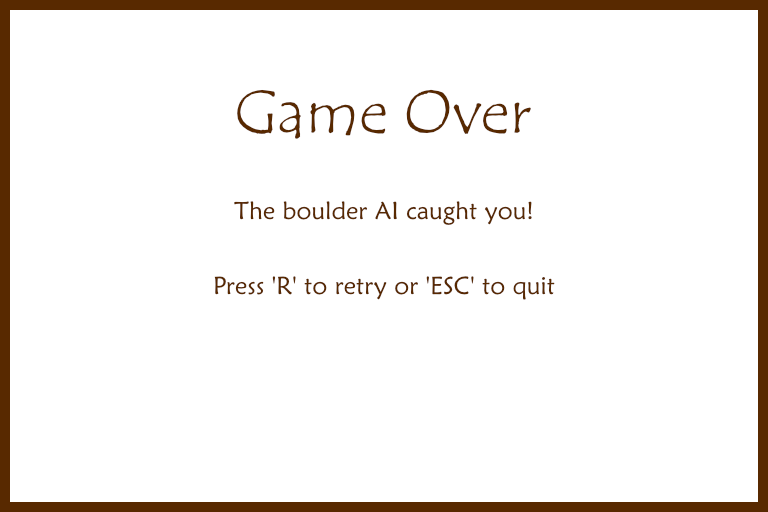 Game Over
The boulder AI caught you!
Press 'R' to retry or 'ESC' to quit